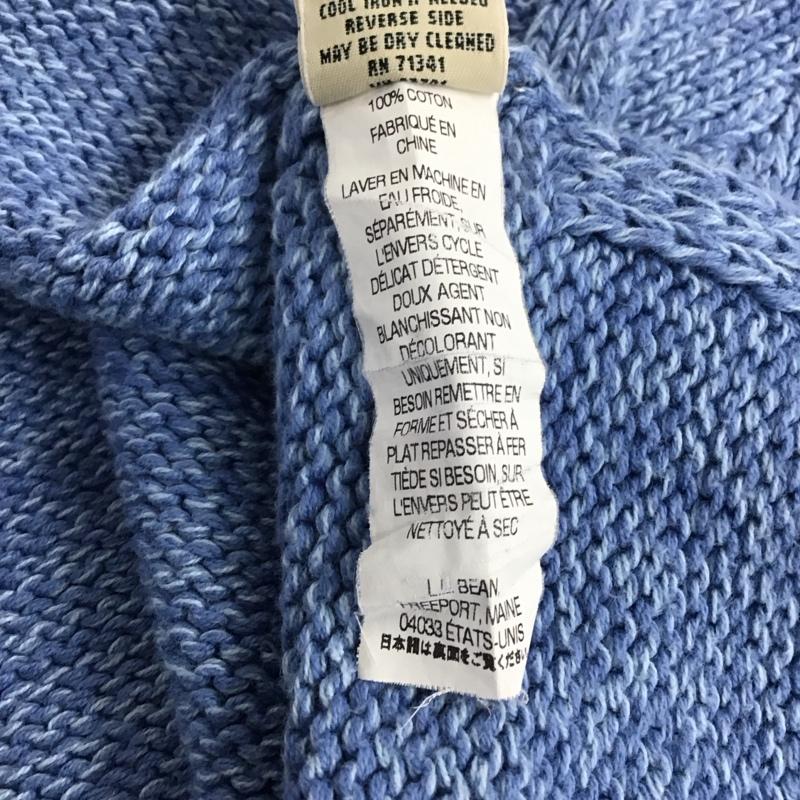 COOL IRON IF NEEDED
REVERSE SIDE
MAY BE DRY CLEANED
RN 71341
100% COTON
FABRIQUÉ EN
CHINE
LAVER EN MACHINE EN
EAU FROIDE,
SÉPARÉMENT, SUR
L'ENVERS CYCLE
DÉLICAT DÉTERGENT
DOUX AGENT
BLANCHISSANT NON
DÉCOLORANT
UNIQUEMENT, SI
BESOIN REMETTRE EN
FORME ET SÉCHER À
PLAT REPASSER À FER
TIÈDE SI BESOIN, SUR
L'ENVERS PEUT ÊTRE
NETTOYÉ À SEC
L.L. BEAN,
FREEPORT, MAINE
04033 ÉTATS-UNIS
日本語は裏面をご覧ください